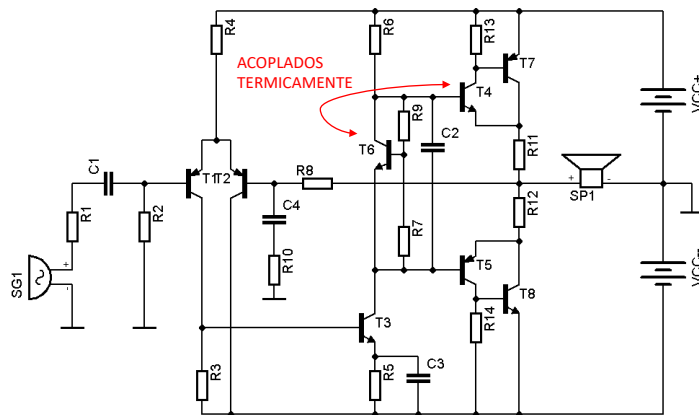 R4
R6
R13
T7
ACOPLADOS
TERMICAMENTE
T4
VCC+
R9
C2
T6
R11
C1
T1
T2
R8
+
SP1
-
R12
R1
R2
C4
R7
R10
T5
VCC-
SG1
+
-
T8
R14
T3
R3
R5
C3